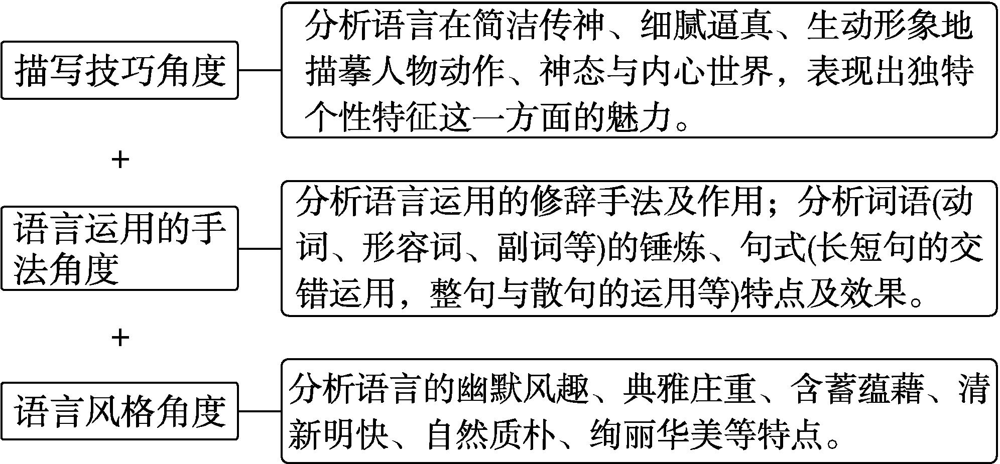 描写技巧角度
分析语言在简洁传神、细腻逼真、生动形象地
描摹人物动作、神态与内心世界，表现出独特
个性特征这一方面的魅力。
+
语言运用的手
法角度
分析语言运用的修辞手法及作用；分析词语(动
词、形容词、副词等)的锤炼、句式(长短句的交
错运用，整句与散句的运用等)特点及效果。
+
语言风格角度
分析语言的幽默风趣、典雅庄重、含蓄蕴藉、清
新明快、自然质朴、绚丽华美等特点。